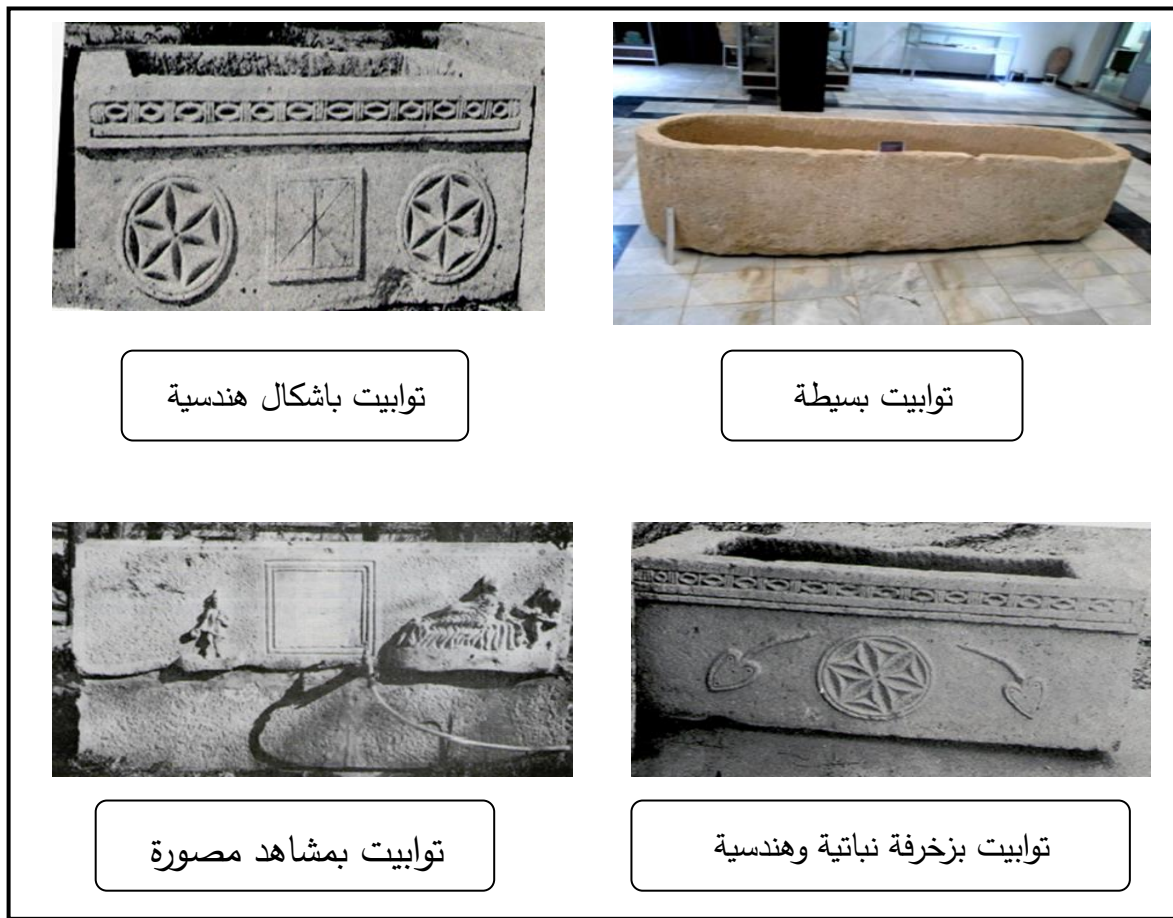 توابيت بسيطة
توابيت باشكال هندسية
توابيت بزخرفة نباتية وهندسية
توابيت بمشاهد مصورة